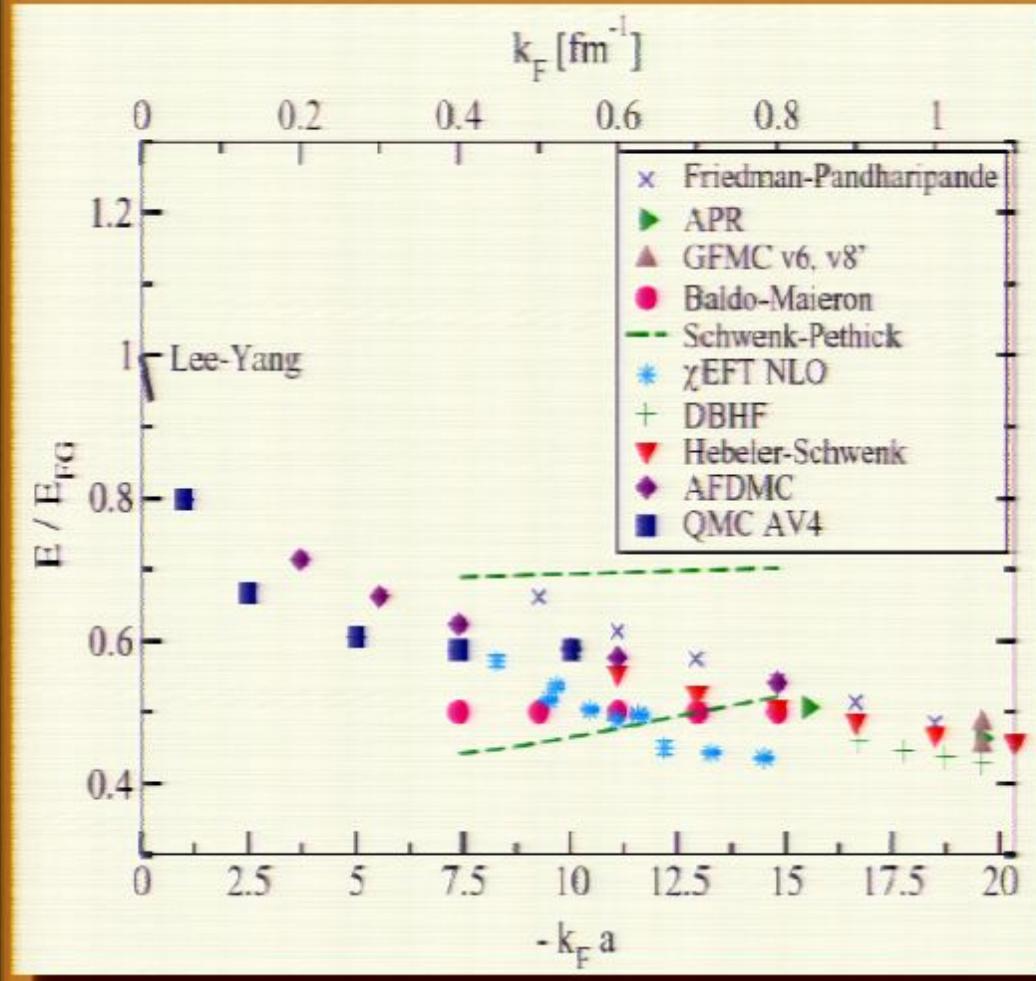 k_F [fm^-1]
0 0.2 0.4 0.6 0.8 1
Friedman-Pandharipande
APR
GFMC v6, v8'
Baldo-Maieron
Schwenk-Pethick
χEFT NLO
DBHF
Hebeler-Schwenk
AFDMC
QMC AV4
1.2
1
Lee-Yang
0.8
0.6
0.4
E / E_FG
0 2.5 5 7.5 10 12.5 15 17.5 20
- k_F a